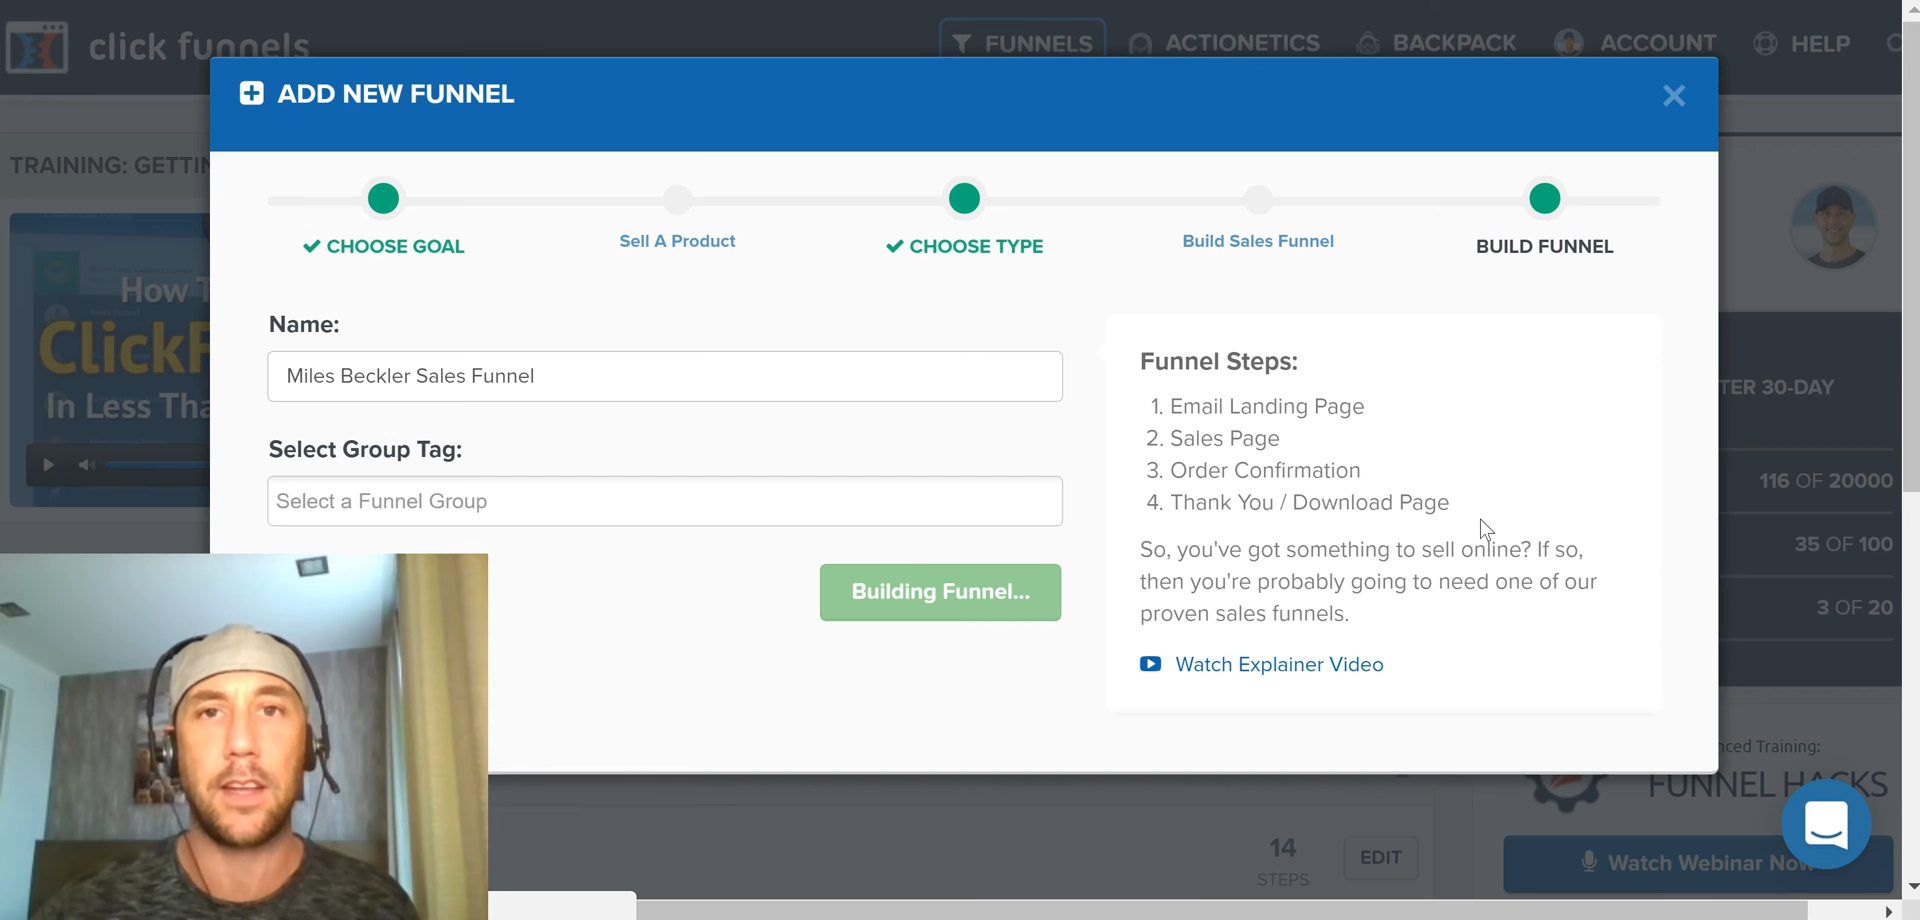 click funnels
FUNNELS
ACTIONETICS
BACKPACK
ACCOUNT
HELP
ADD NEW FUNNEL
TRAINING: GETTIN
CHOOSE GOAL
Sell A Product
CHOOSE TYPE
Build Sales Funnel
BUILD FUNNEL
How T
ClickF
In Less Tha
Name:
Miles Beckler Sales Funnel
Select Group Tag:
Select a Funnel Group
Building Funnel...
Funnel Steps:
1. Email Landing Page
2. Sales Page
3. Order Confirmation
4. Thank You / Download Page
So, you've got something to sell online? If so,
then you're probably going to need one of our
proven sales funnels.
Watch Explainer Video
TER 30-DAY
116 OF 20000
35 OF 100
3 OF 20
nced Training:
FUNNEL HACKS
14
STEPS
EDIT
Watch Webinar Now